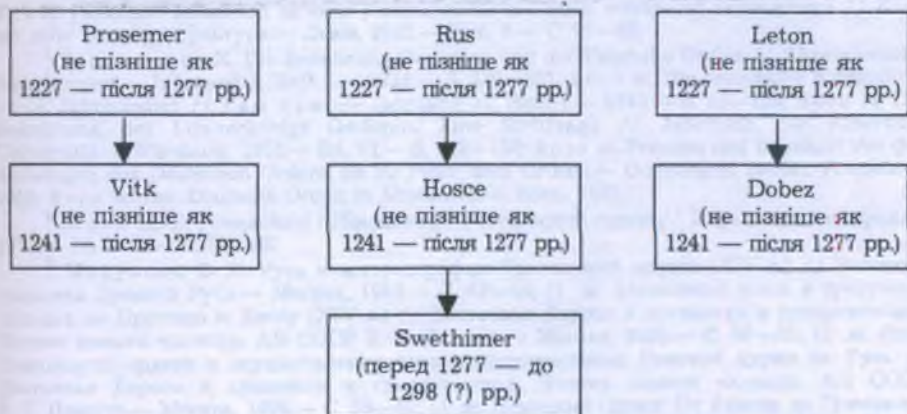 Prosemer
(не пізніше як
1227 — після 1277 рр.)
Rus
(не пізніше як
1227 — після 1277 рр.)
Leton
(не пізніше як
1227 — після 1277 рр.)
Vitk
(не пізніше як
1241 — після 1277 рр.)
Hosce
(не пізніше як
1241 — після 1277 рр.)
Dobez
(не пізніше як
1241 — після 1277 рр.)
Swethimer
(перед 1277 — до
1298 (?) рр.)